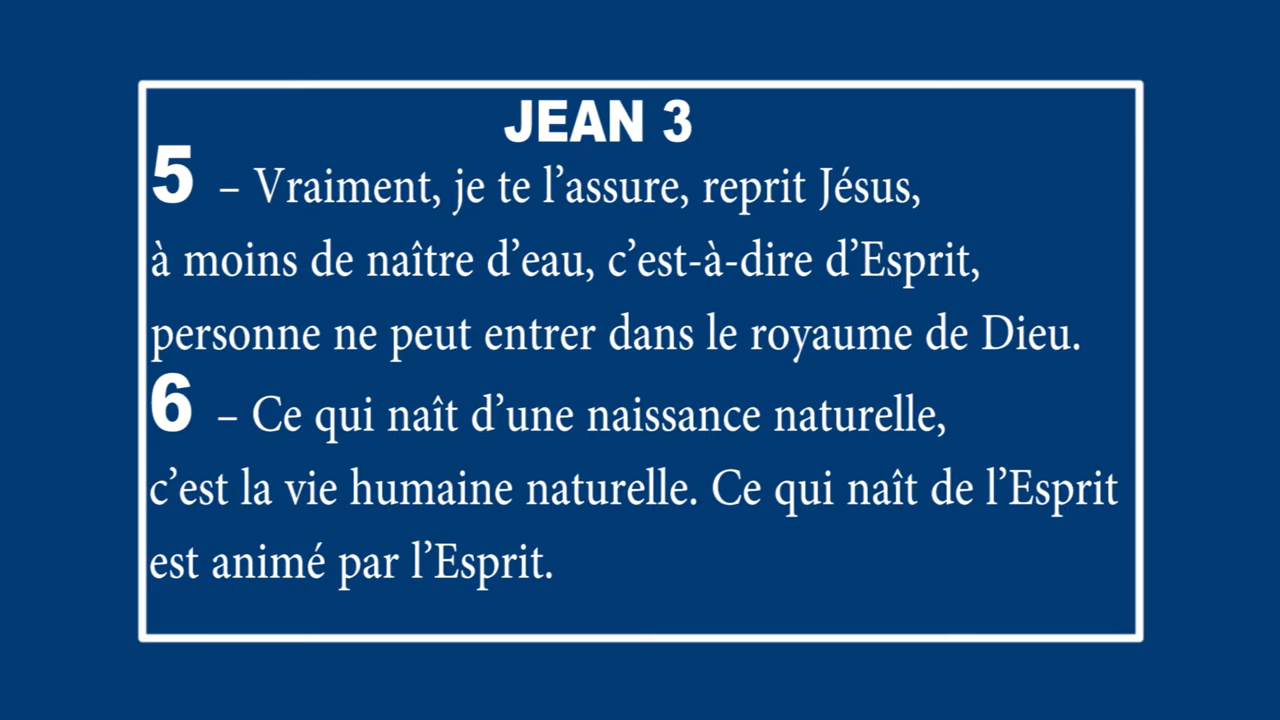 JEAN 3
5 – Vraiment, je te l’assure, reprit Jésus,
à moins de naître d’eau, c’est-à-dire d’Esprit,
personne ne peut entrer dans le royaume de Dieu.
6 – Ce qui naît d’une naissance naturelle,
c’est la vie humaine naturelle. Ce qui naît de l’Esprit
est animé par l’Esprit.